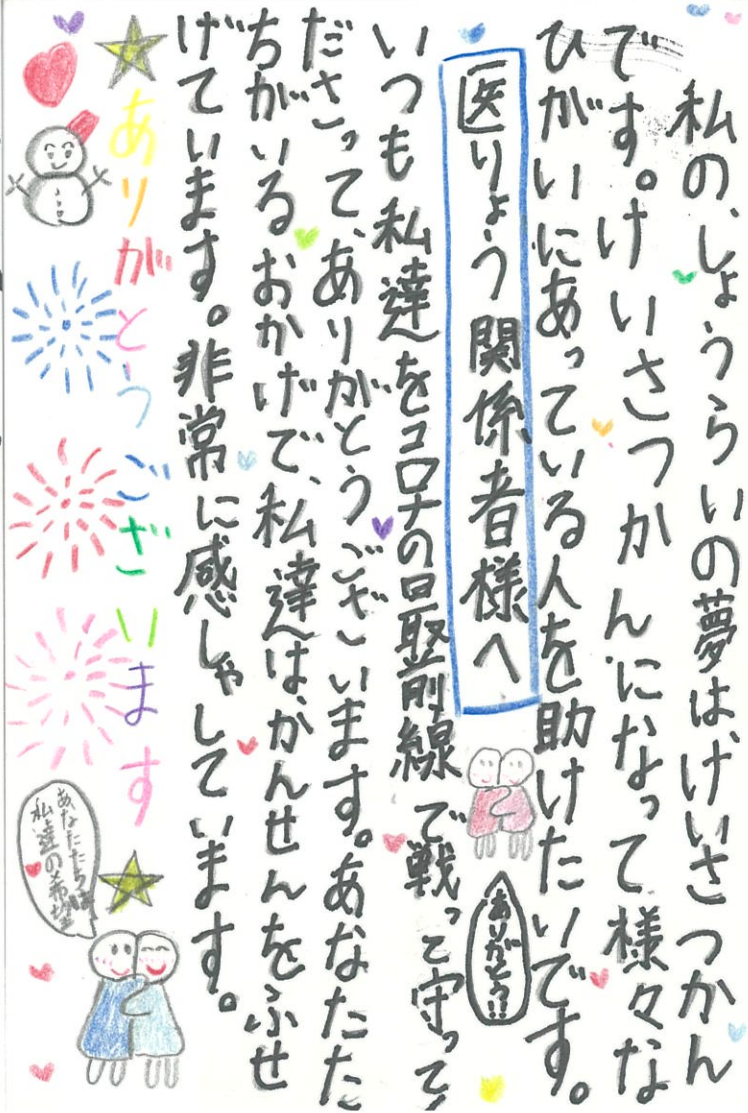 私の、しょうらいの夢は、けいさつかん
です。けいさつかんになって様々な
ひがいにあっている人を助けたいです。
医りょう関係者様へ
ありがとう!!
いつも私達をコロナの最前線で戦って守って
ださって、ありがとうございます。あなたた
ちがいるおかげで、私達は、かんせんをふせ
げています。非常に感しゃしています。
ありがとうございます
あなたたちは
私達の希望